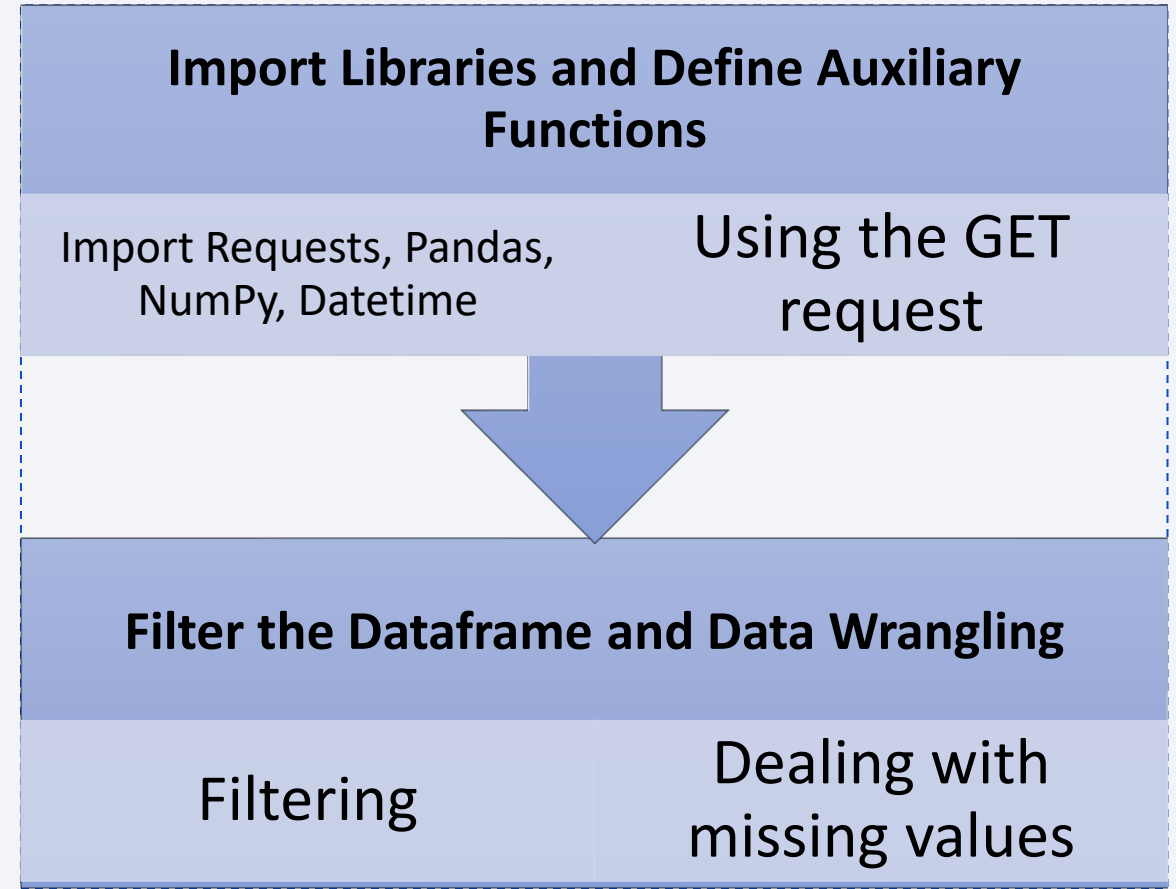 Import Libraries and Define Auxiliary
Functions
Import Requests, Pandas,
NumPy, Datetime
Using the GET
request
Filter the Dataframe and Data Wrangling
Filtering
Dealing with
missing values